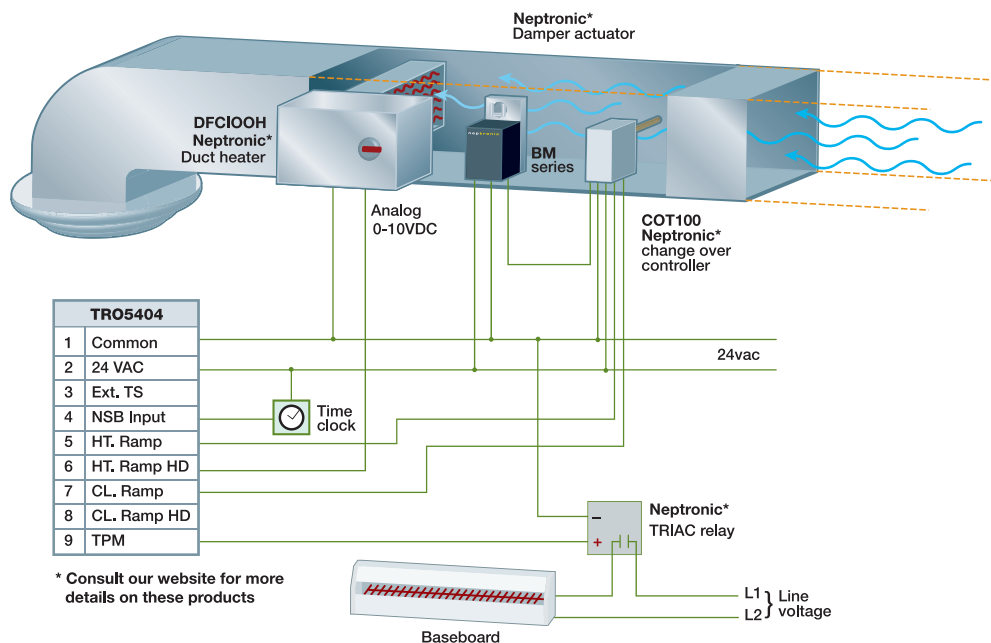 Neptronic*
Damper actuator
DFClOOH
Neptronic*
Duct heater
neptronic
BM
series
COT100
Neptronic*
change over
controller
Analog
0-10VDC
TRO5404
1 Common
2 24 VAC
3 Ext. TS
4 NSB Input
5 HT. Ramp
6 HT. Ramp HD
7 CL. Ramp
8 CL. Ramp HD
9 TPM
24vac
Time
clock
Neptronic*
TRIAC relay
–
+
* Consult our website for more
details on these products
L1
L2
} Line
voltage
Baseboard